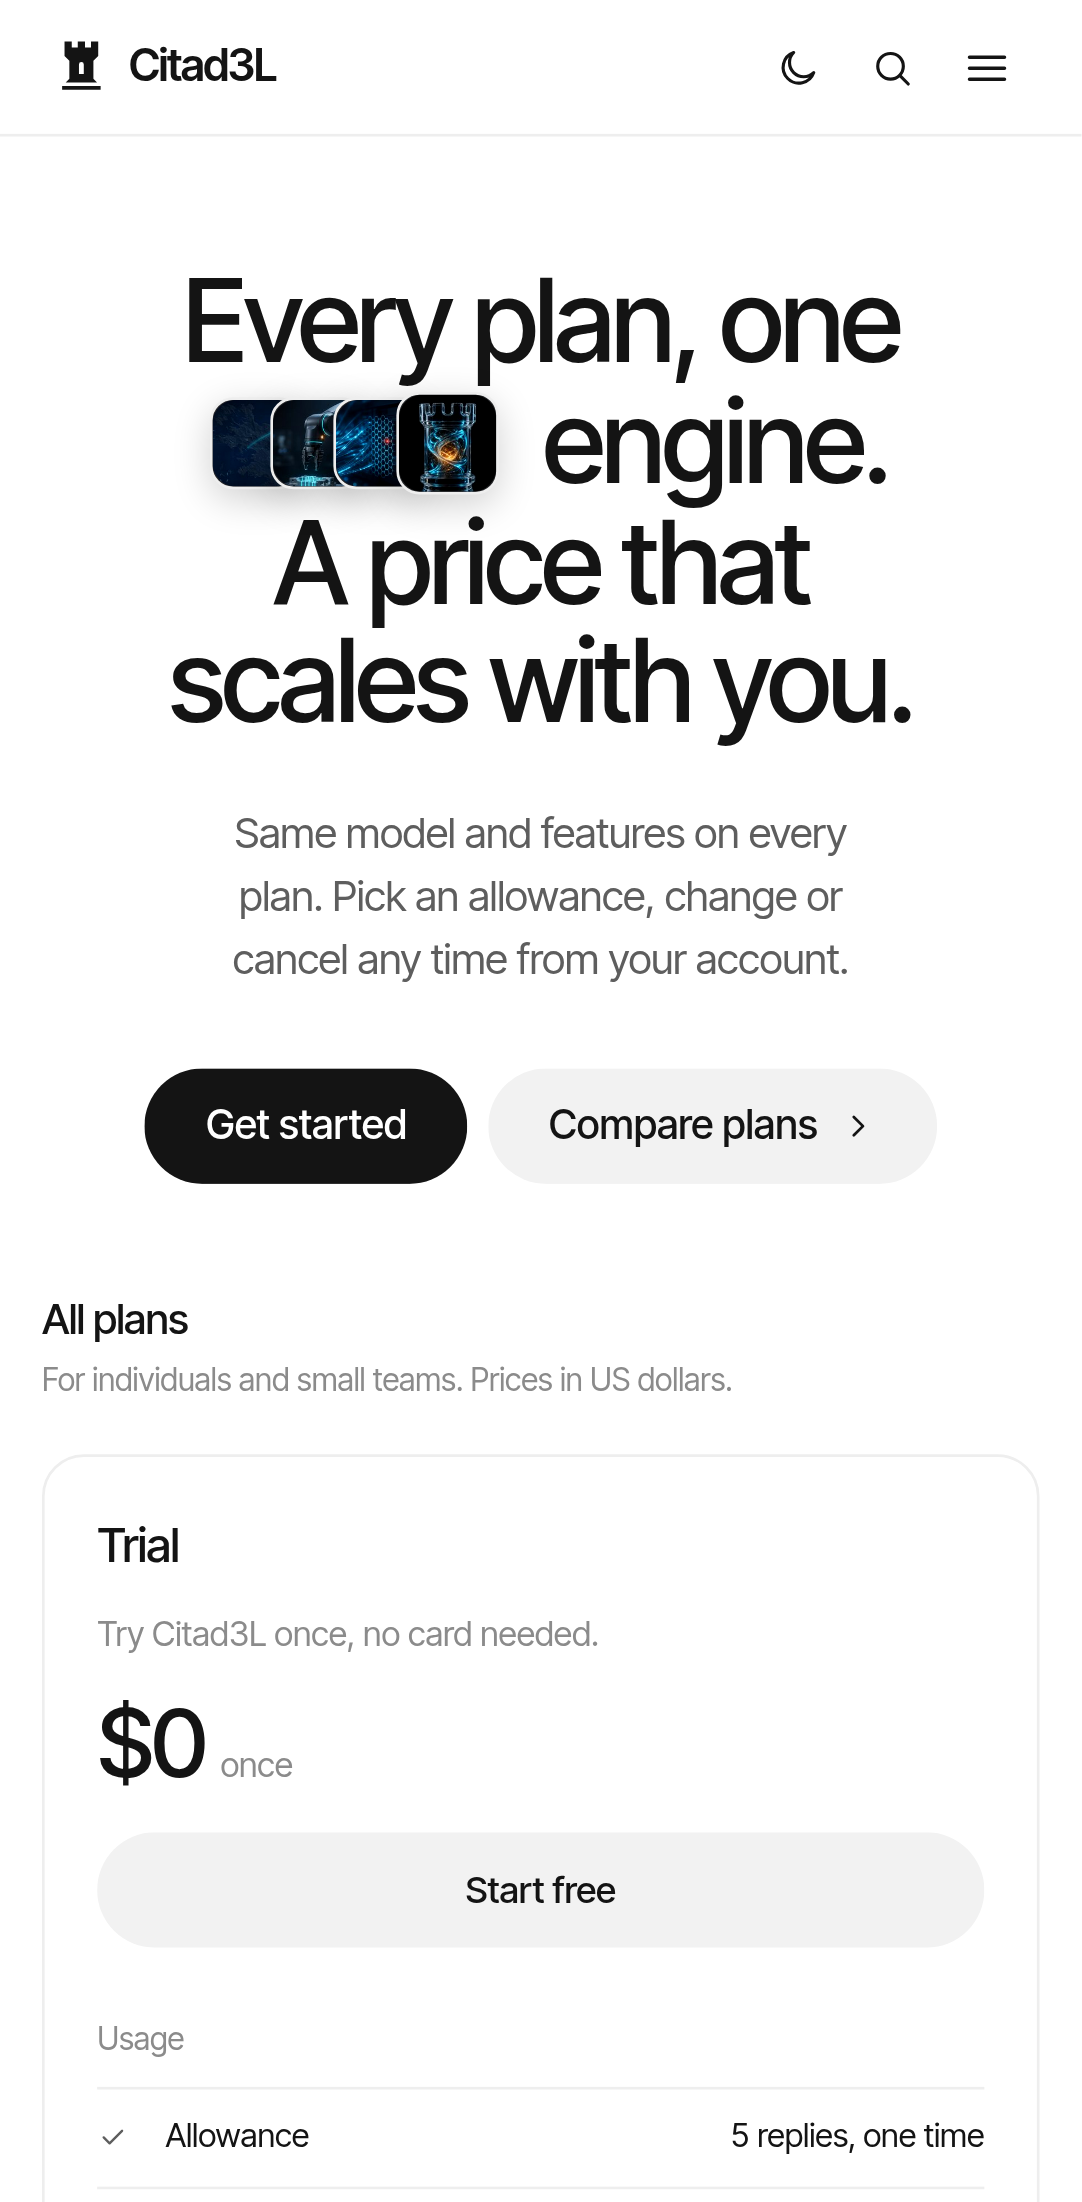 Citad3L
Every plan, one
engine.
A price that
scales with you.
Same model and features on every
plan. Pick an allowance, change or
cancel any time from your account.
Get started
Compare plans
All plans
For individuals and small teams. Prices in US dollars.
Trial
Try Citad3L once, no card needed.
$0 once
Start free
Usage
Allowance 5 replies, one time